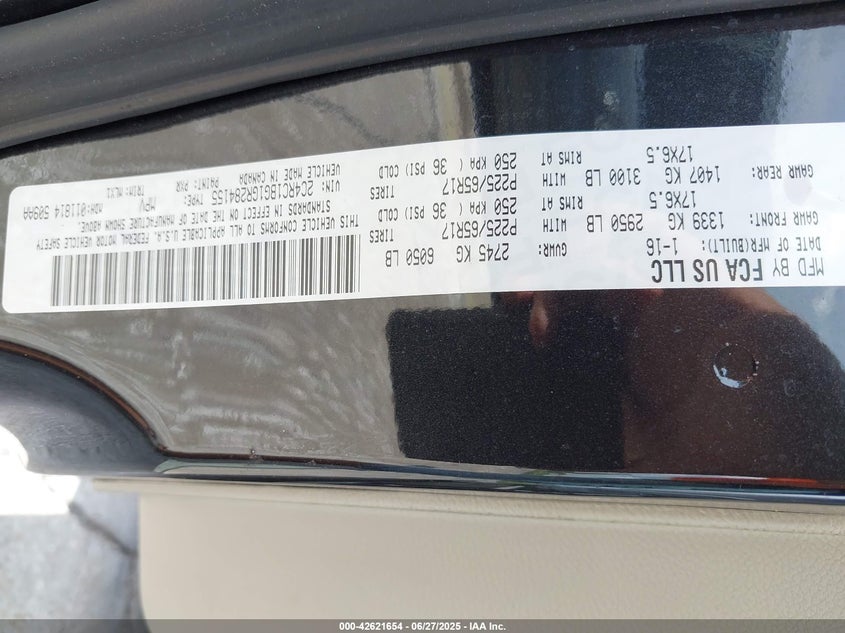 MFD BY FCA US LLC
DATE OF MFR(BUILT): 1-16 GVWR: 2745 KG 6050 LB
GAWR FRONT: 1339 KG 2950 LB WITH P225/65R17 TIRES
17X6.5 RIMS AT 250 KPA ( 36 PSI) COLD
GAWR REAR: 1407 KG 3100 LB WITH P225/65R17 TIRES
17X6.5 RIMS AT 250 KPA ( 36 PSI) COLD
THIS VEHICLE CONFORMS TO ALL APPLICABLE U.S.A. FEDERAL MOTOR VEHICLE SAFETY
STANDARDS IN EFFECT ON THE DATE OF MANUFACTURE SHOWN ABOVE.
VIN: 2C4RC1BG1GR294155 TYPE: MPV MDH:011814 509AA
VEHICLE MADE IN CANADA PAINT: PXR TRIM: HLX1
000-42621654 - 06/27/2025 - IAA Inc.